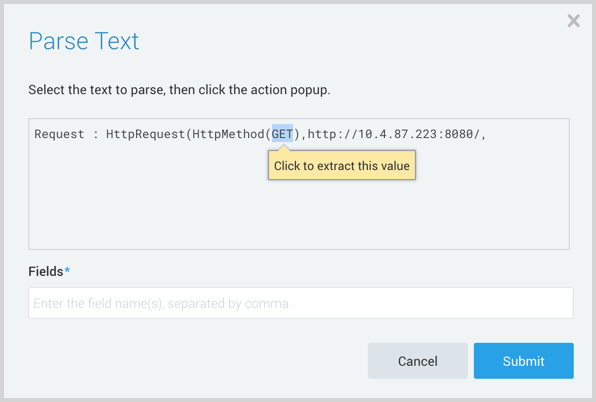 Parse Text
Select the text to parse, then click the action popup.
Request : HttpRequest(HttpMethod(GET),http://10.4.87.223:8080/,
Click to extract this value
Fields*
Enter the field name(s), separated by comma.
Cancel
Submit